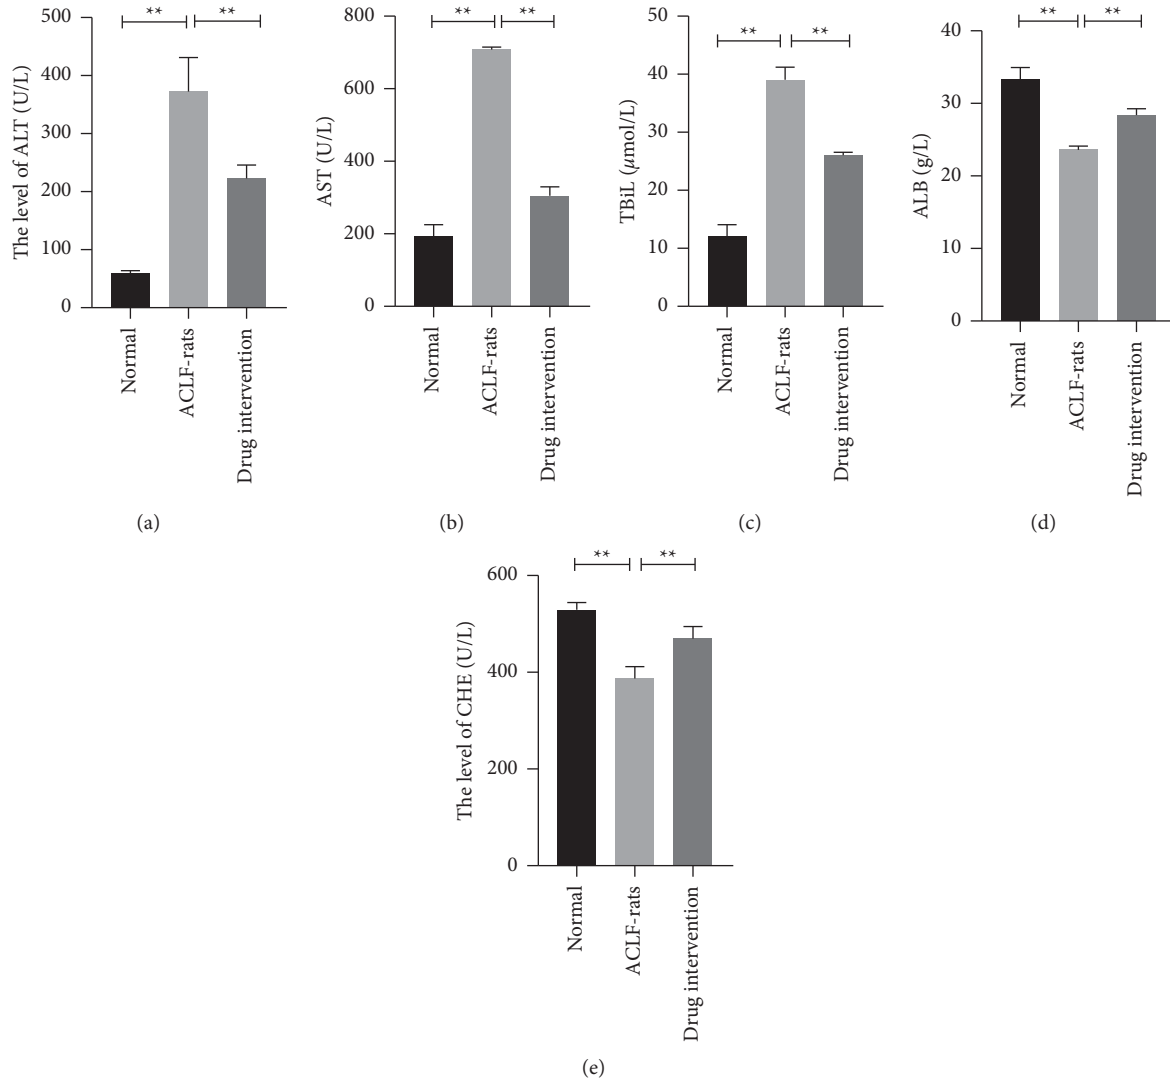 The level of ALT (U/L)
500
400
300
200
100
0
**
**
Normal
ACLF-rats
Drug intervention
(a)
AST (U/L)
800
600
400
200
0
**
**
Normal
ACLF-rats
Drug intervention
(b)
TBiL (μmol/L)
50
40
30
20
10
0
**
**
Normal
ACLF-rats
Drug intervention
(c)
ALB (g/L)
40
30
20
10
0
**
**
Normal
ACLF-rats
Drug intervention
(d)
The level of CHE (U/L)
600
400
200
0
**
**
Normal
ACLF-rats
Drug intervention
(e)